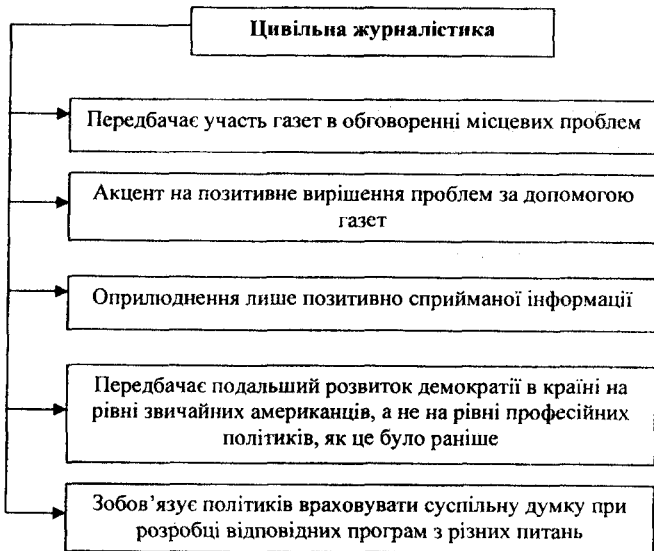 Цивільна журналістика
Передбачає участь газет в обговоренні місцевих проблем
Акцент на позитивне вирішення проблем за допомогою
газет
Оприлюднення лише позитивно сприйманої інформації
Передбачає подальший розвиток демократії в країні на
рівні звичайних американців, а не на рівні професійних
політиків, як це було раніше
Зобов’язує політиків враховувати суспільну думку при
розробці відповідних програм з різних питань